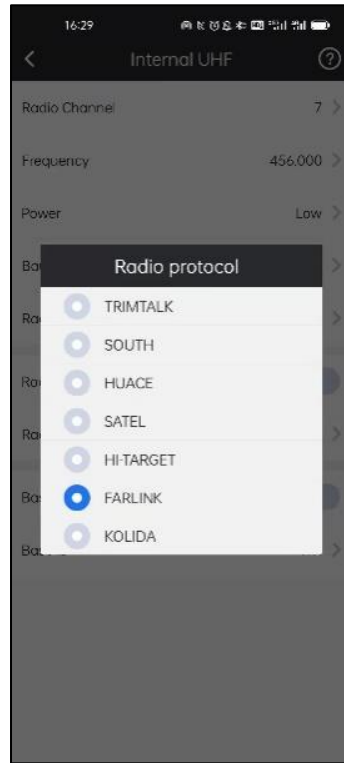 16:29
Internal UHF
Radio Channel 7
Frequency 456.000
Power Low
Radio protocol
TRIMTALK
SOUTH
HUACE
SATEL
HI-TARGET
FARLINK
KOLIDA